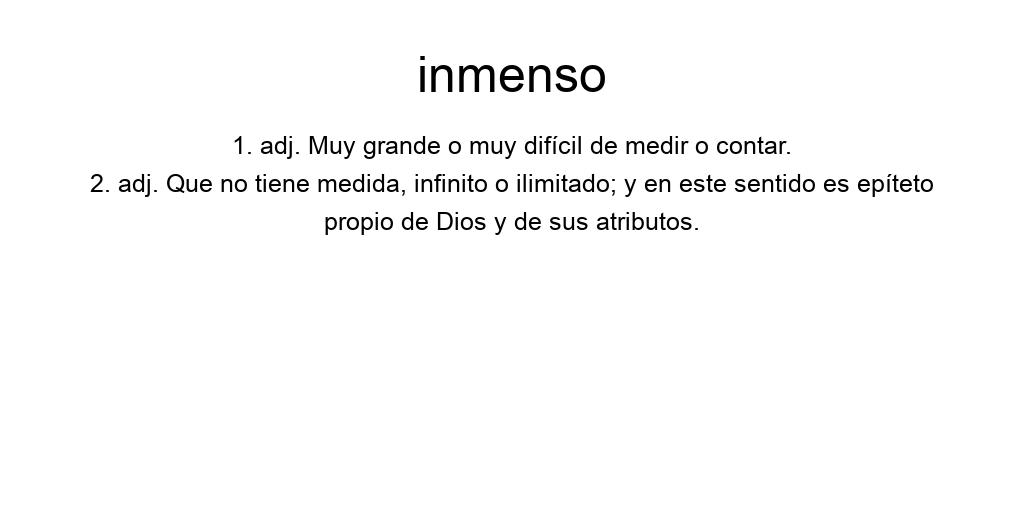 inmenso
1. adj. Muy grande o muy difícil de medir o contar.
2. adj. Que no tiene medida, infinito o ilimitado; y en este sentido es epíteto
propio de Dios y de sus atributos.